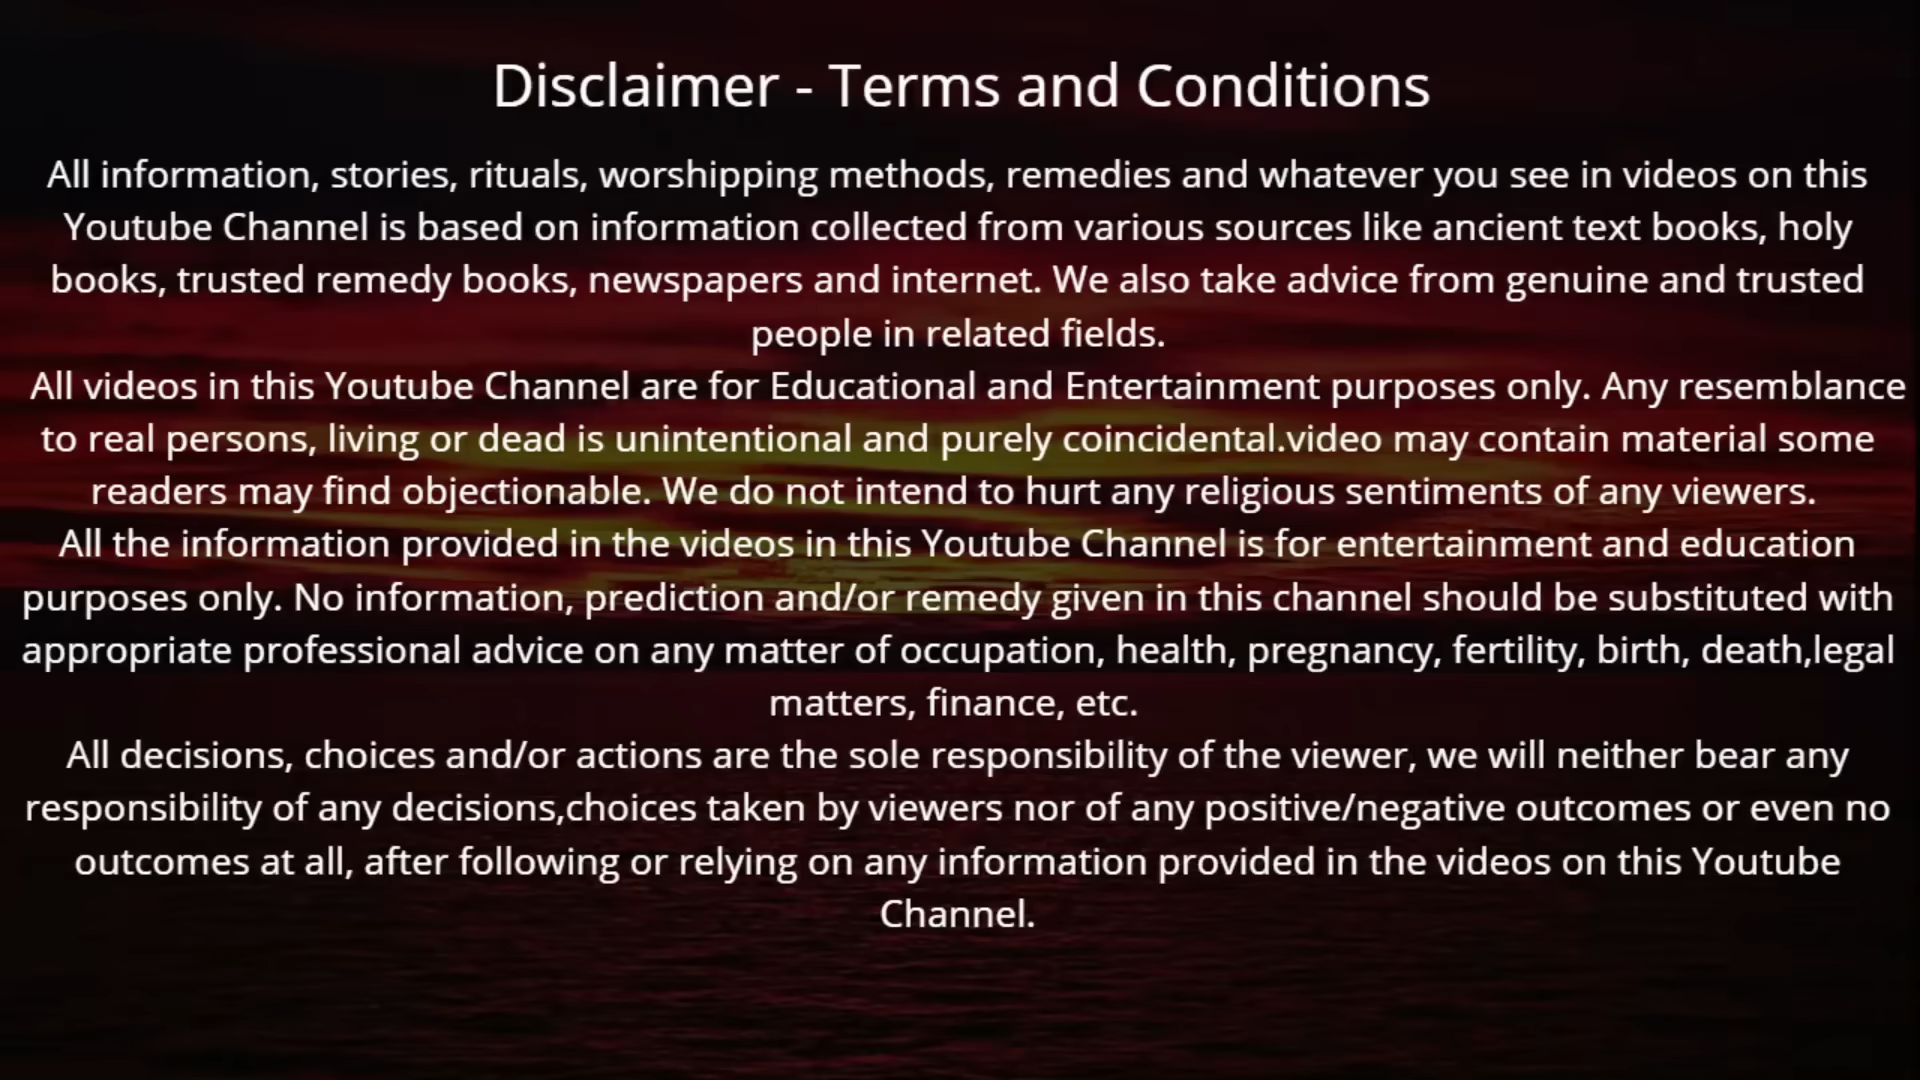 Disclaimer - Terms and Conditions
All information, stories, rituals, worshipping methods, remedies and whatever you see in videos on this
Youtube Channel is based on information collected from various sources like ancient text books, holy
books, trusted remedy books, newspapers and internet. We also take advice from genuine and trusted
people in related fields.
All videos in this Youtube Channel are for Educational and Entertainment purposes only. Any resemblance
to real persons, living or dead is unintentional and purely coincidental.video may contain material some
readers may find objectionable. We do not intend to hurt any religious sentiments of any viewers.
All the information provided in the videos in this Youtube Channel is for entertainment and education
purposes only. No information, prediction and/or remedy given in this channel should be substituted with
appropriate professional advice on any matter of occupation, health, pregnancy, fertility, birth, death,legal
matters, finance, etc.
All decisions, choices and/or actions are the sole responsibility of the viewer, we will neither bear any
responsibility of any decisions,choices taken by viewers nor of any positive/negative outcomes or even no
outcomes at all, after following or relying on any information provided in the videos on this Youtube
Channel.